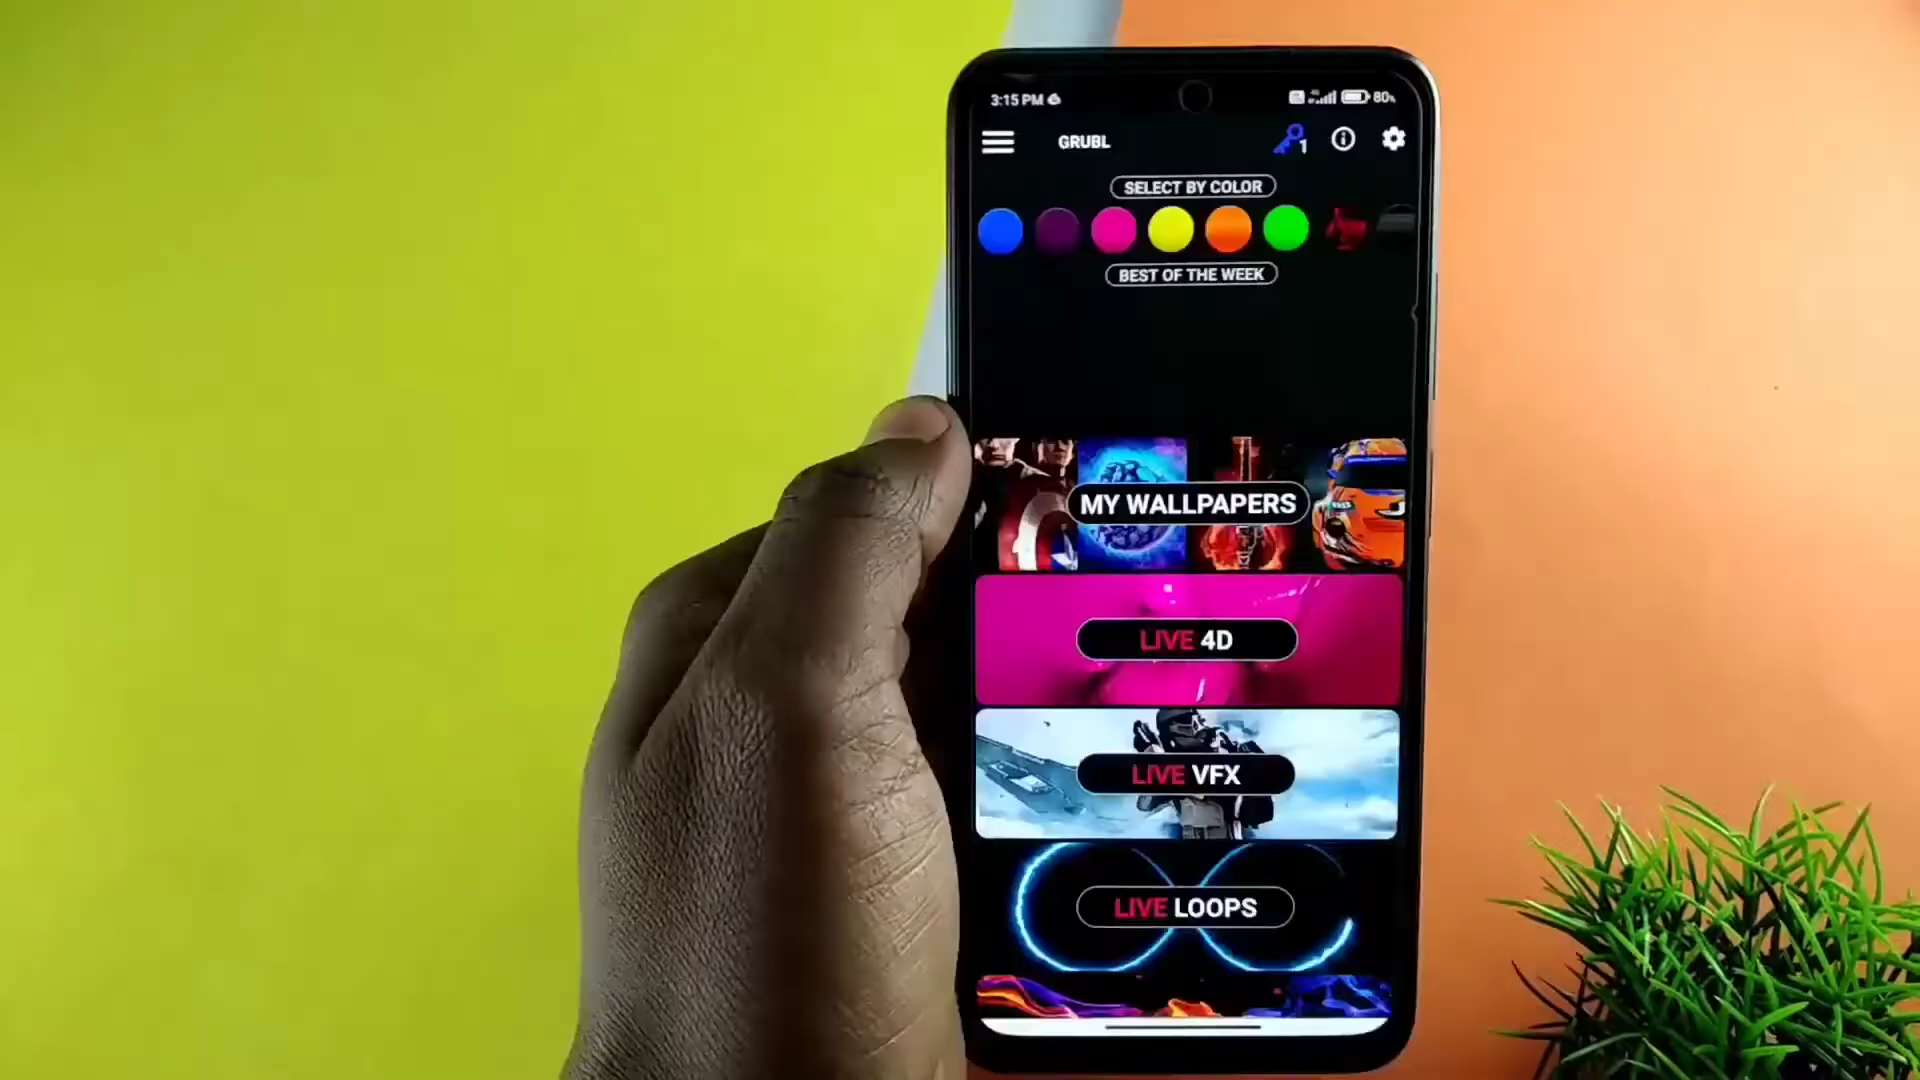 3:15 PM
80%
GRUBL
1
SELECT BY COLOR
BEST OF THE WEEK
MY WALLPAPERS
LIVE 4D
LIVE VFX
LIVE LOOPS